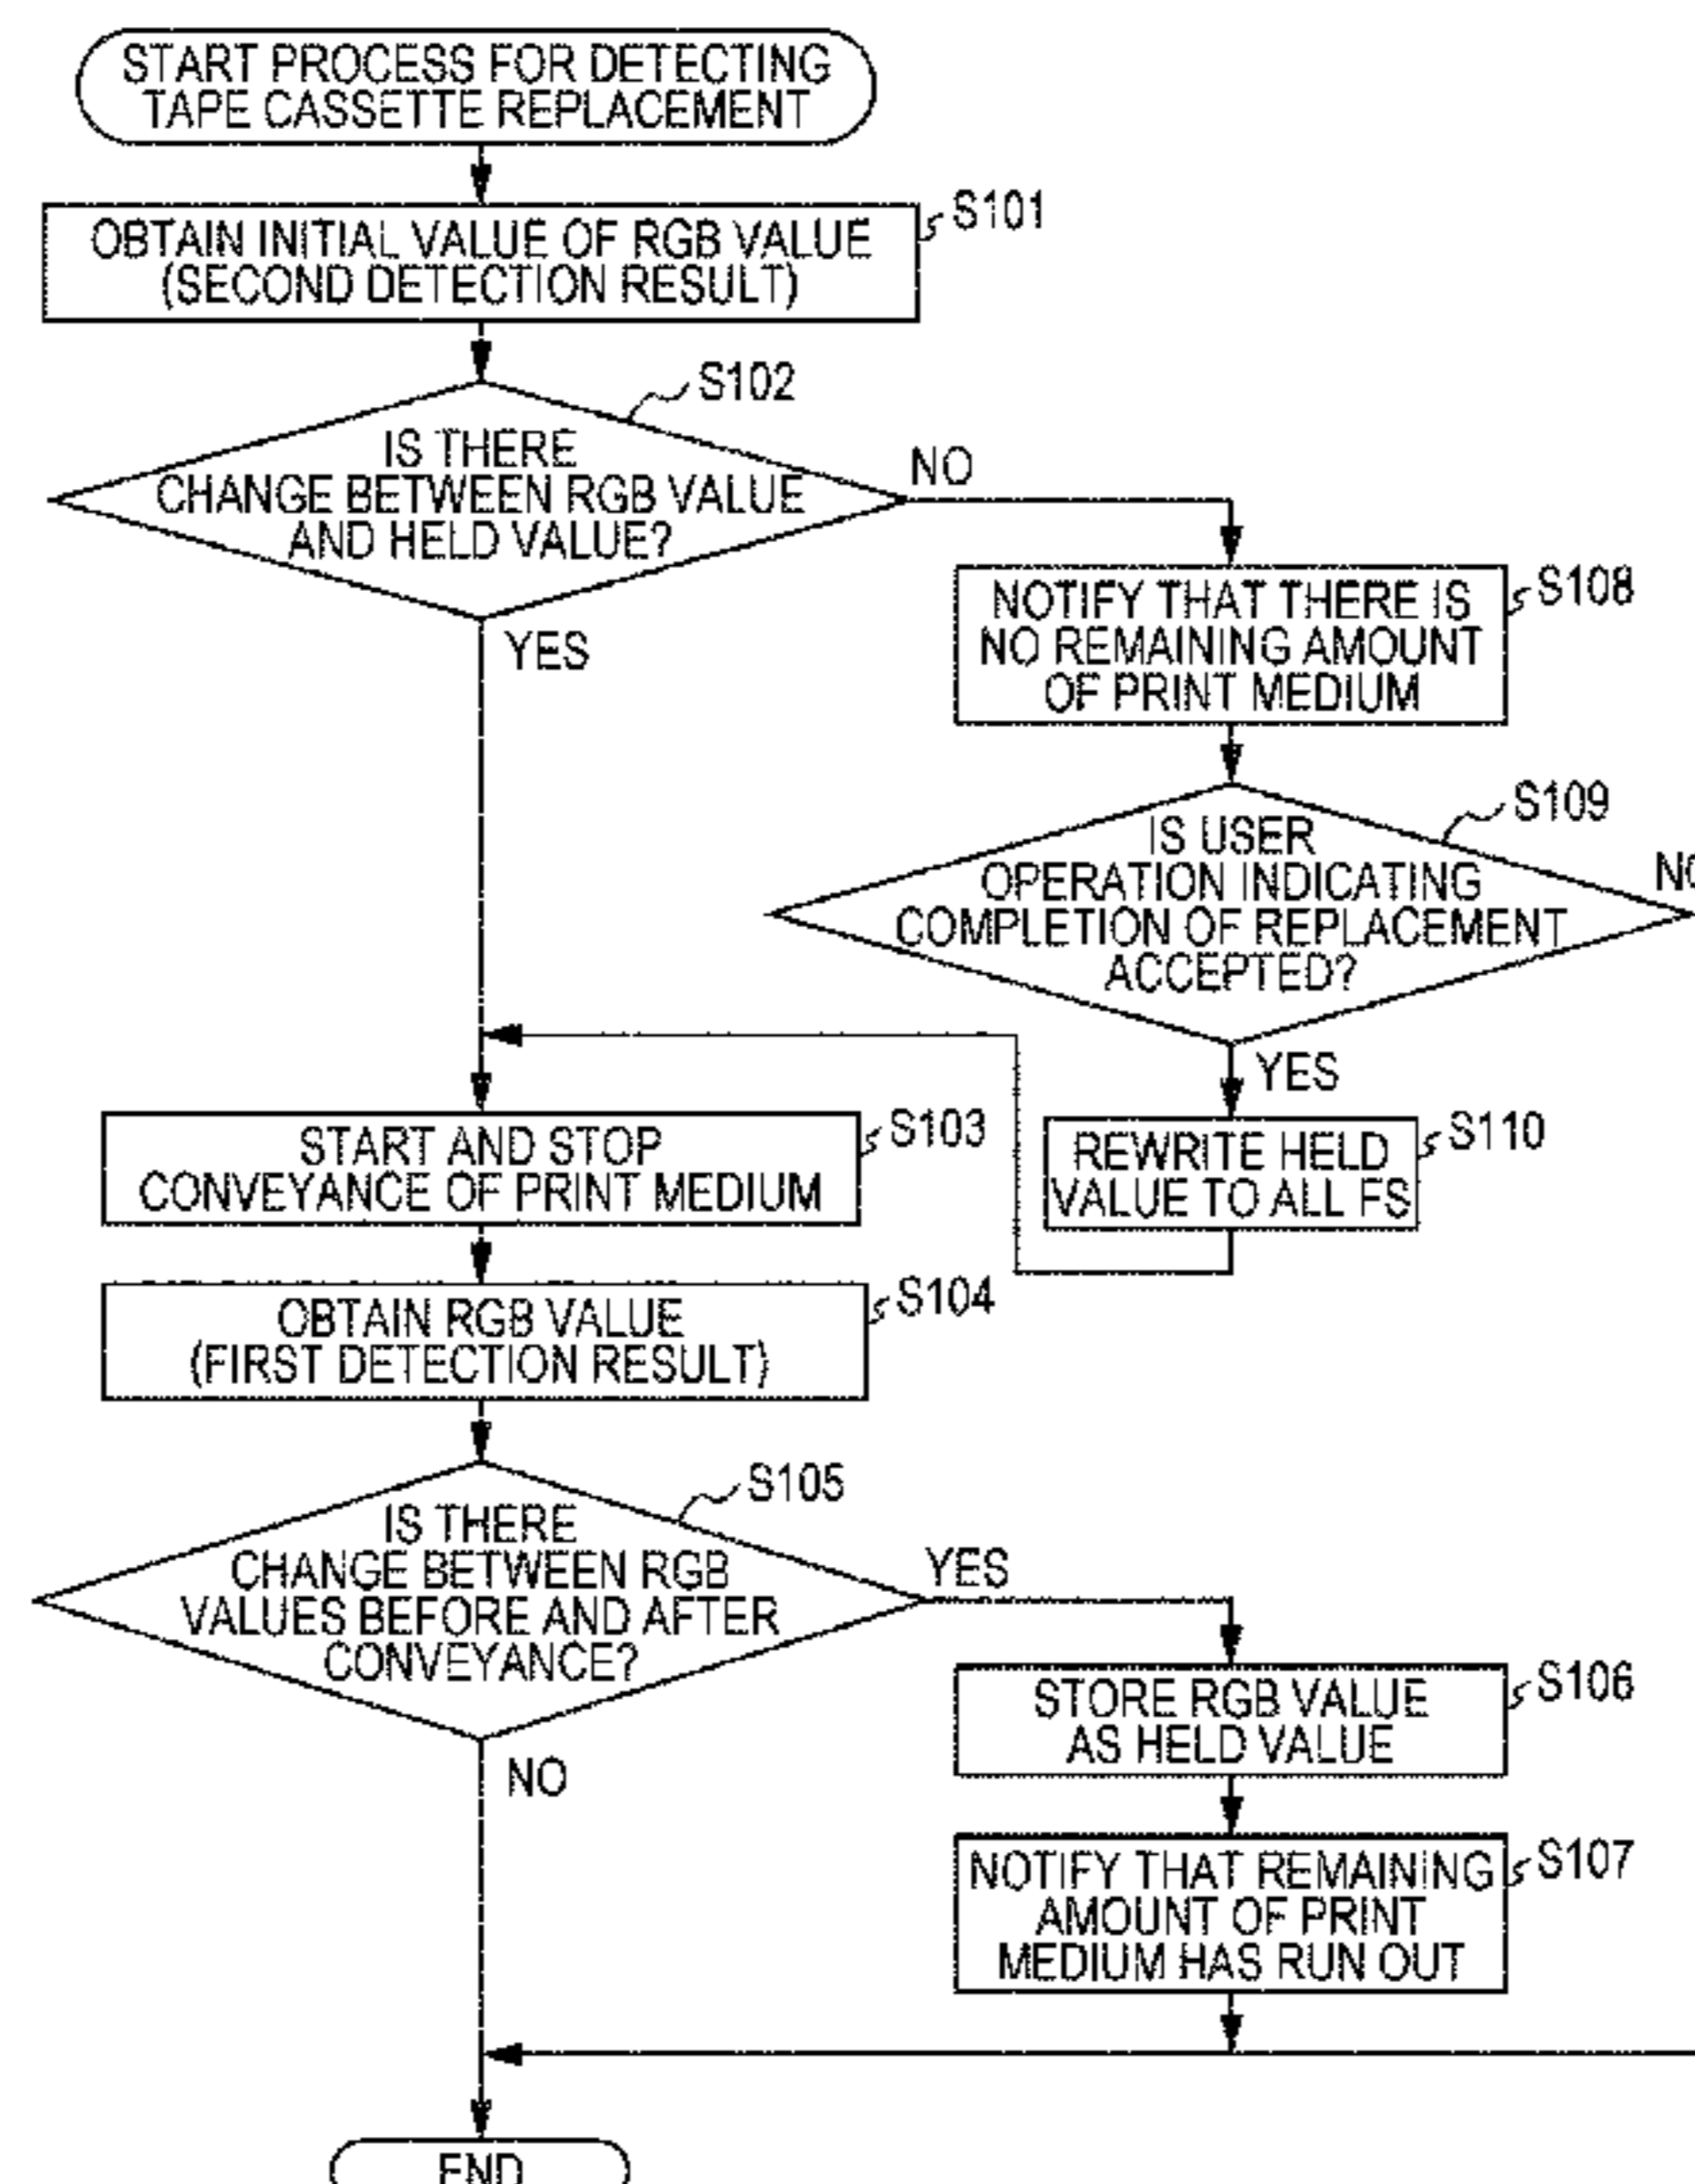 START PROCESS FOR DETECTING
TAPE CASSETTE REPLACEMENT
OBTAIN INITIAL VALUE OF RGB VALUE
(SECOND DETECTION RESULT)
S101
S102
IS THERE
CHANGE BETWEEN RGB VALUE
AND HELD VALUE?
NO
YES
NOTIFY THAT THERE IS
NO REMAINING AMOUNT
OF PRINT MEDIUM
S108
S109
IS USER
OPERATION INDICATING
COMPLETION OF REPLACEMENT
ACCEPTED?
NO
YES
REWRITE HELD
VALUE TO ALL FS
S110
START AND STOP
CONVEYANCE OF PRINT MEDIUM
S103
OBTAIN RGB VALUE
(FIRST DETECTION RESULT)
S104
S105
IS THERE
CHANGE BETWEEN RGB
VALUES BEFORE AND AFTER
CONVEYANCE?
YES
NO
STORE RGB VALUE
AS HELD VALUE
S106
NOTIFY THAT REMAINING
AMOUNT OF PRINT
MEDIUM HAS RUN OUT
S107
END